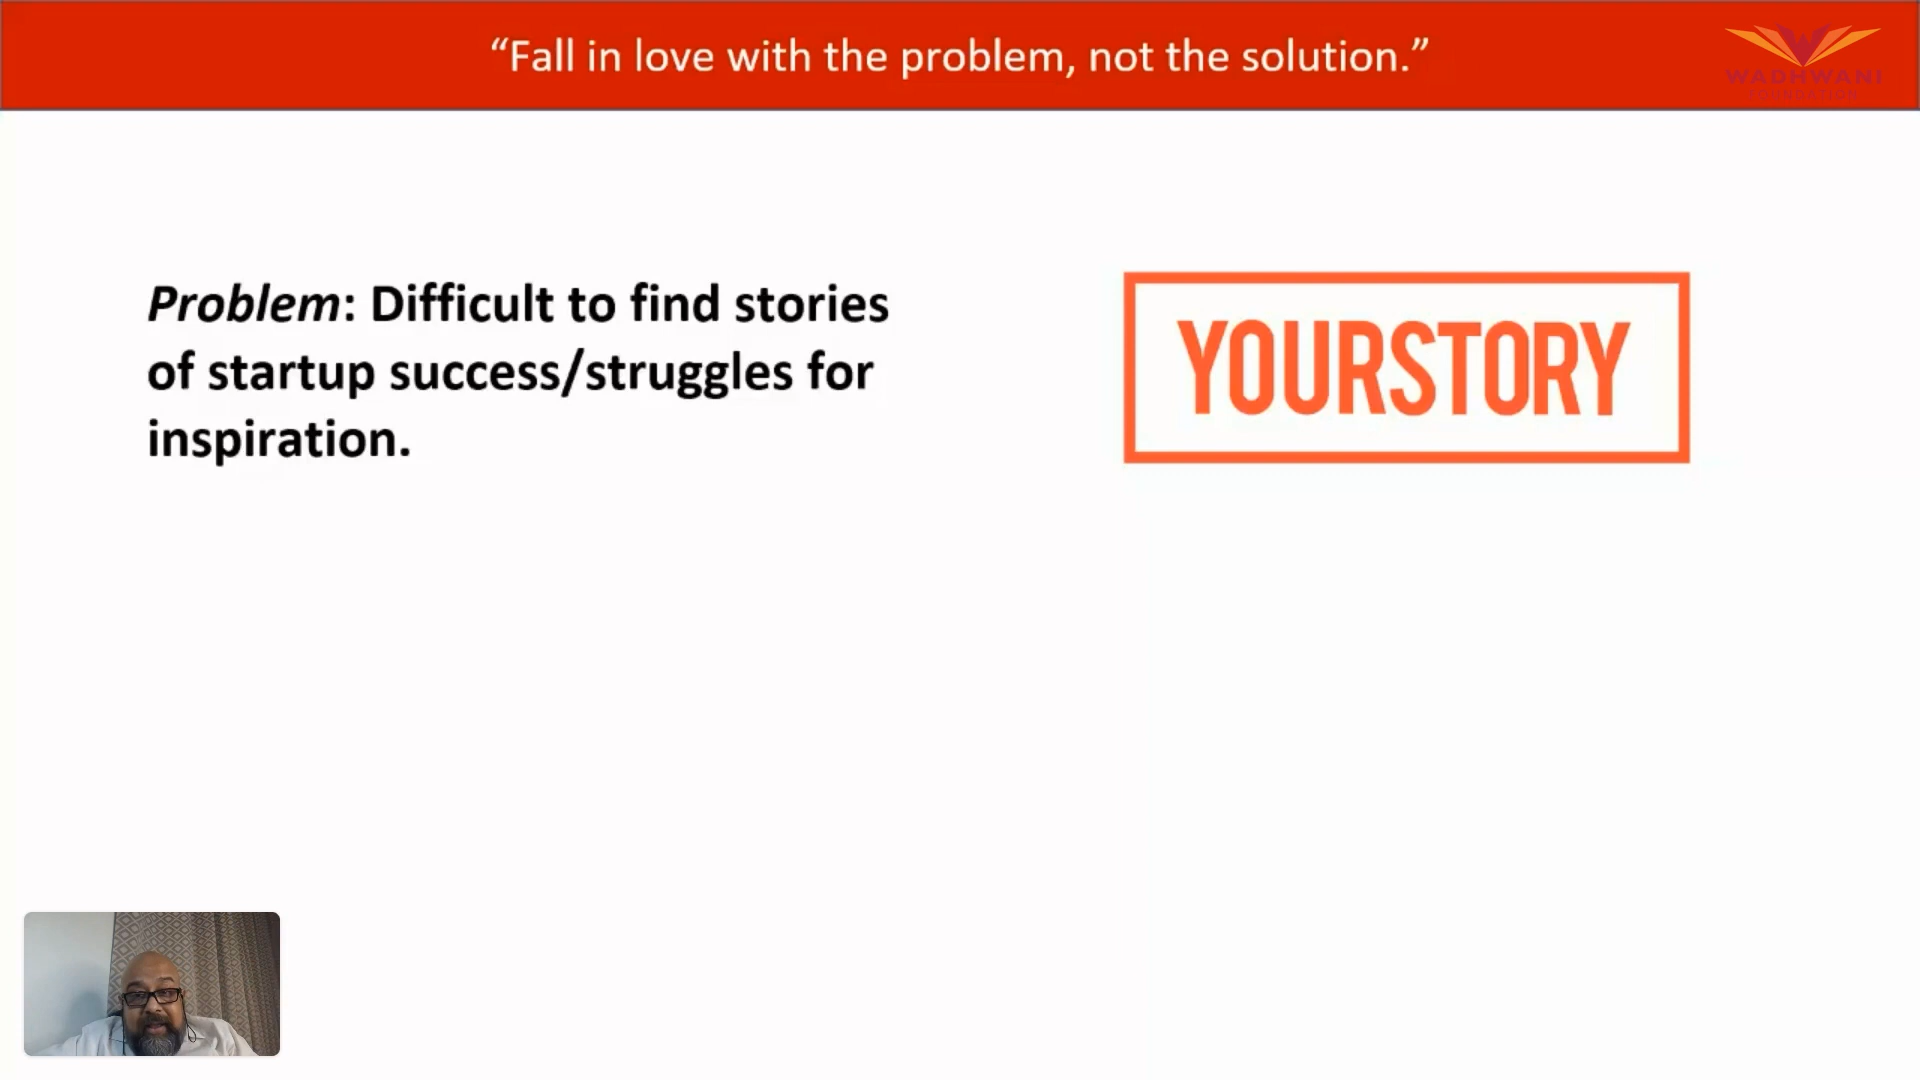 “Fall in love with the problem, not the solution.”
WADHWANI
FOUNDATION
Problem: Difficult to find stories
of startup success/struggles for
inspiration.
YOURSTORY